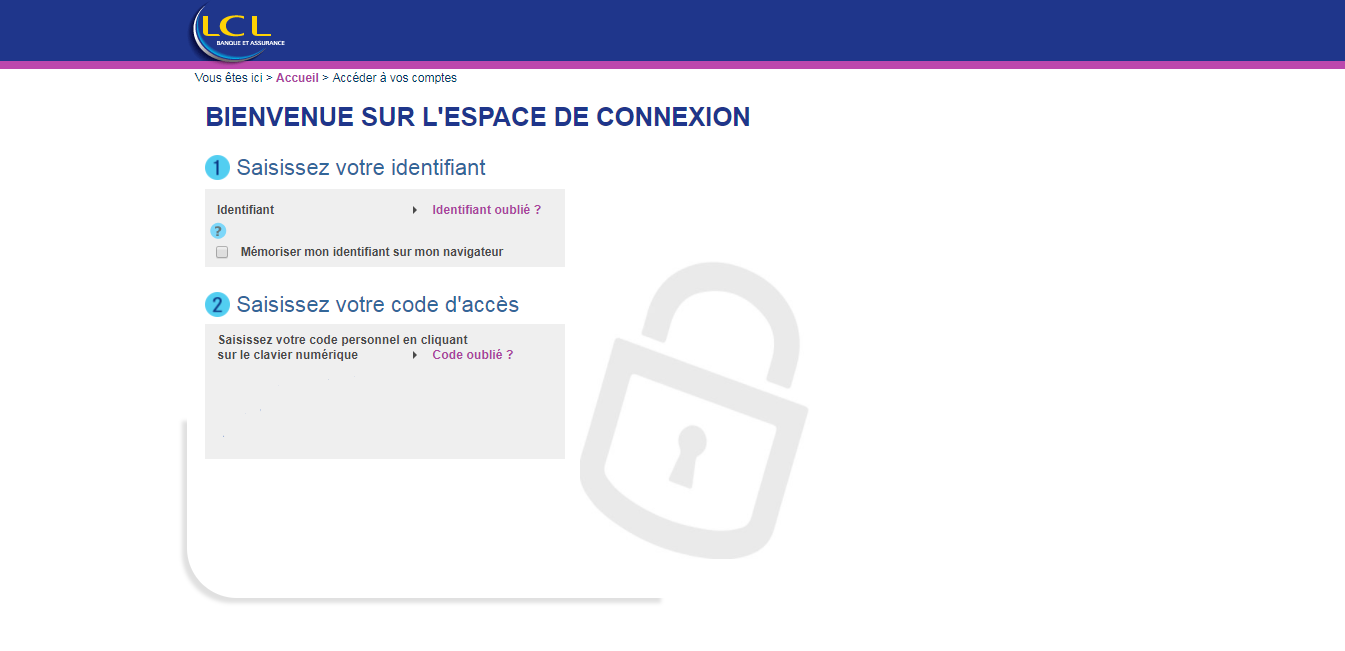 LCL
BANQUE ET ASSURANCE
Vous êtes ici > Accueil > Accéder à vos comptes
BIENVENUE SUR L'ESPACE DE CONNEXION
1 Saisissez votre identifiant
Identifiant Identifiant oublié ?
?
Mémoriser mon identifiant sur mon navigateur
2 Saisissez votre code d'accès
Saisissez votre code personnel en cliquant
sur le clavier numérique Code oublié ?